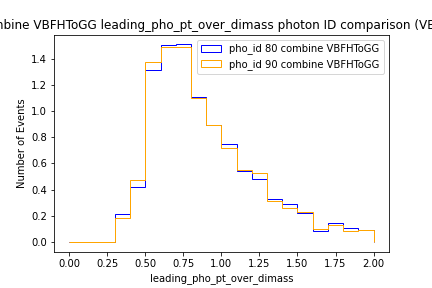 mbine VBFHToGG leading_pho_pt_over_dimass photon ID comparison (VB
pho_id 80 combine VBFHToGG
pho_id 90 combine VBFHToGG
Number of Events
1.4
1.2
1.0
0.8
0.6
0.4
0.2
0.0
0.00 0.25 0.50 0.75 1.00 1.25 1.50 1.75 2.00
leading_pho_pt_over_dimass